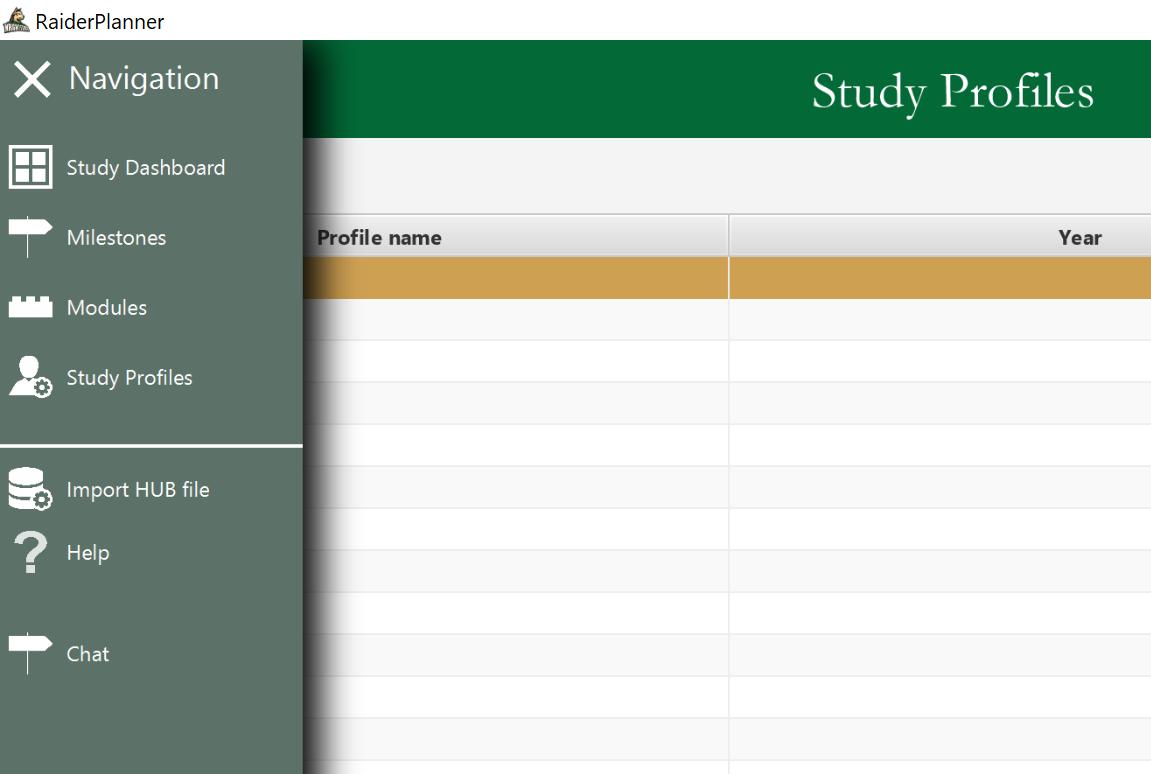 RaiderPlanner
Navigation
Study Profiles
Study Dashboard
Milestones
Modules
Study Profiles
Import HUB file
Help
Chat
Profile name
Year